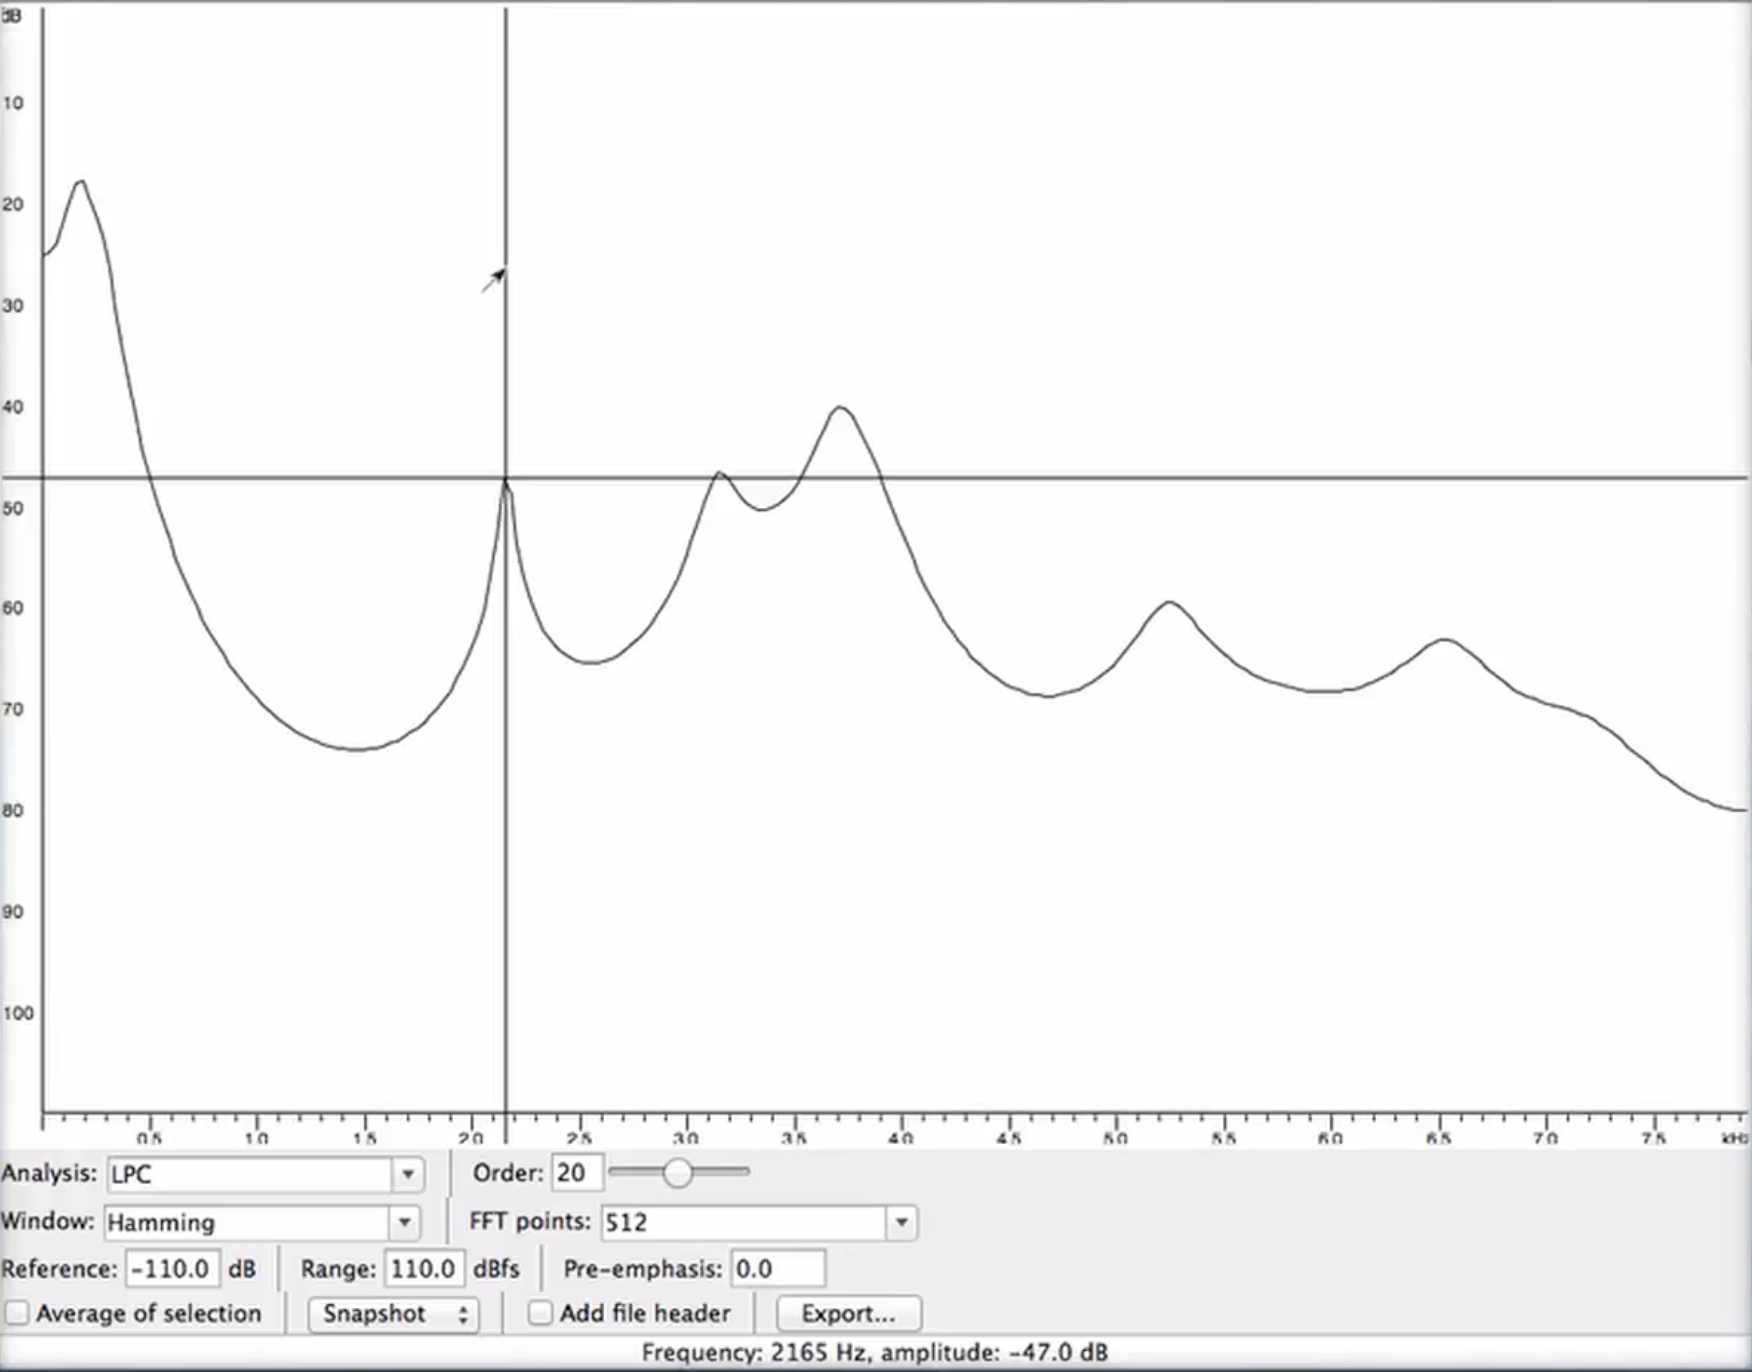 dB
10
20
30
40
50
60
70
80
90
100
0.5 1.0 1.5 2.0 2.5 3.0 3.5 4.0 4.5 5.0 5.5 6.0 6.5 7.0 7.5 kHz
Analysis: LPC Order: 20
Window: Hamming FFT points: 512
Reference: -110.0 dB Range: 110.0 dBfs Pre-emphasis: 0.0
Average of selection Snapshot Add file header Export...
Frequency: 2165 Hz, amplitude: -47.0 dB